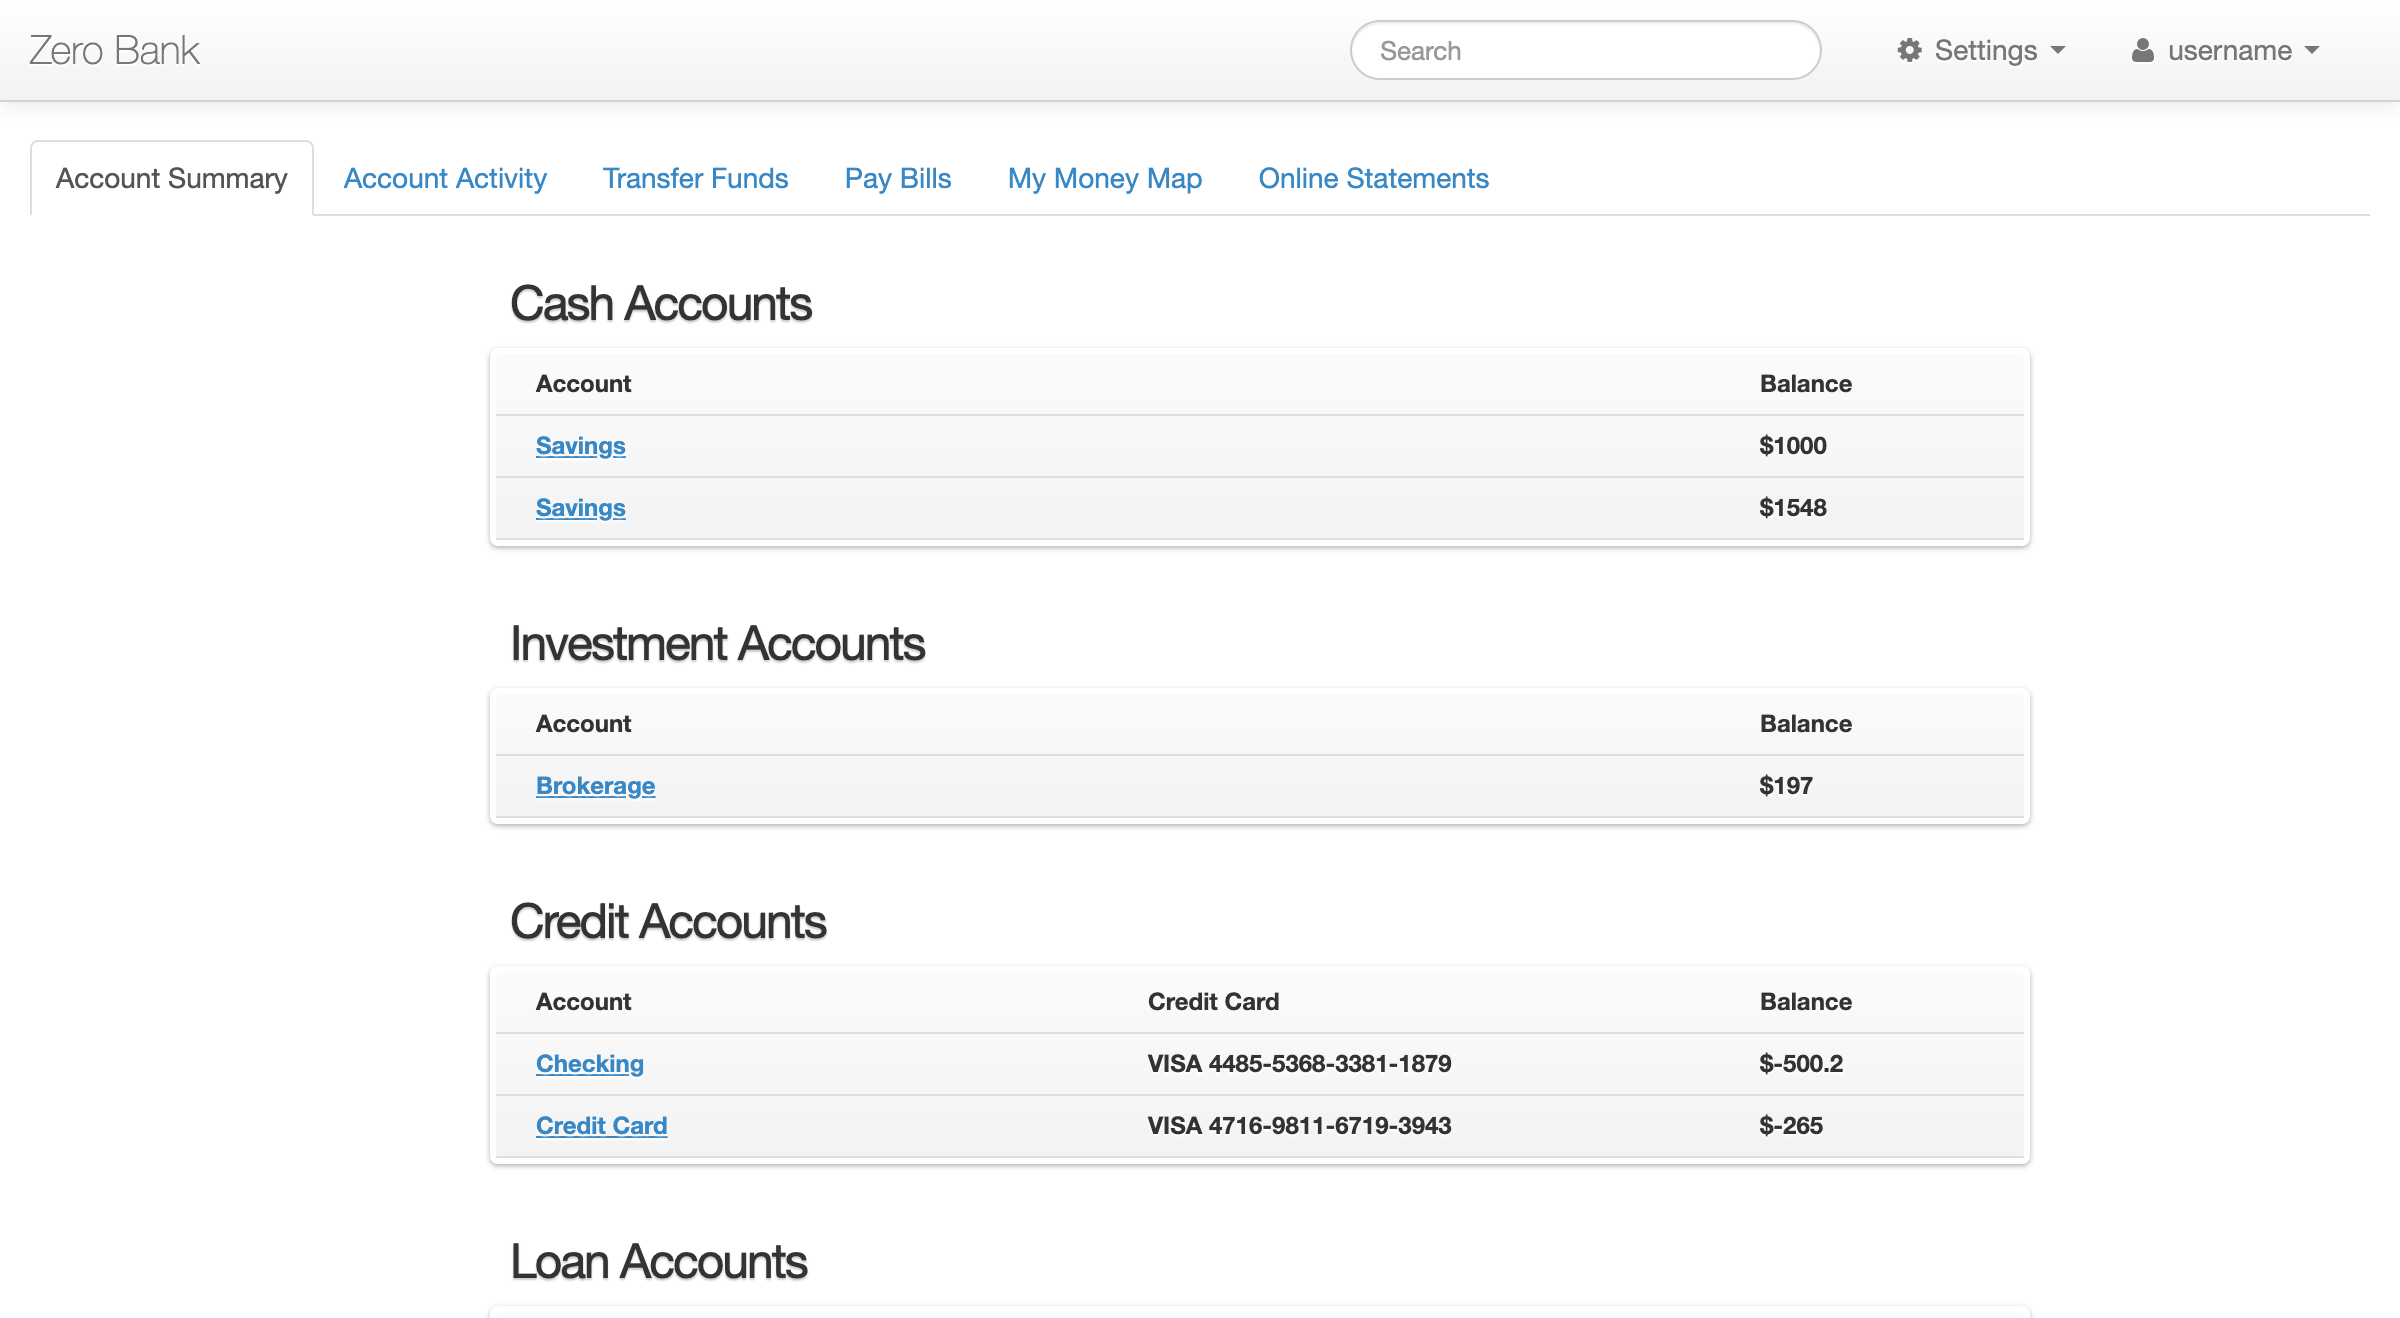 Zero Bank Search Settings username
Account Summary Account Activity Transfer Funds Pay Bills My Money Map Online Statements
Cash Accounts
Account Balance
Savings $1000
Savings $1548
Investment Accounts
Account Balance
Brokerage $197
Credit Accounts
Account Credit Card Balance
Checking VISA 4485-5368-3381-1879 $-500.2
Credit Card VISA 4716-9811-6719-3943 $-265
Loan Accounts